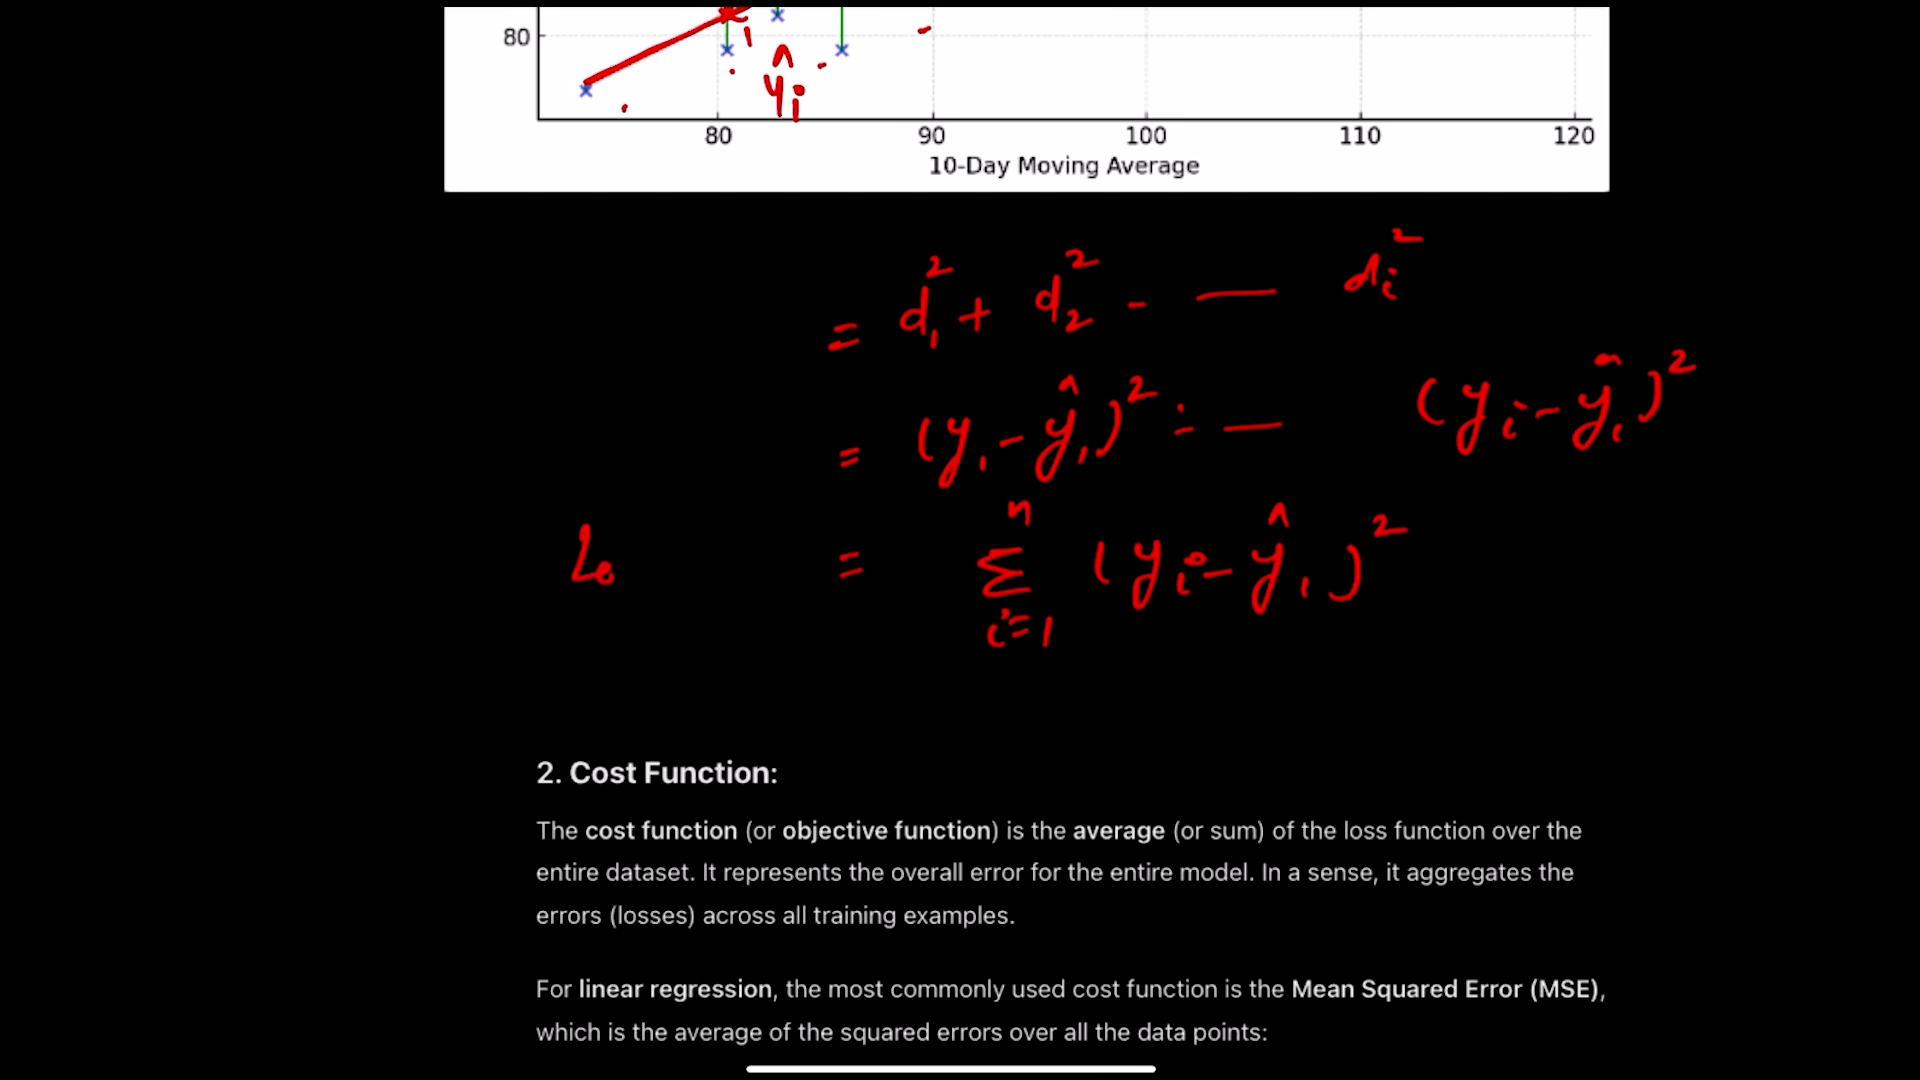 80
ŷi
80 90 100 110 120
10-Day Moving Average
= d₁² + d₂² - — di²
= (y₁ - ŷ₁)² - — (yi - ŷi)²
= Σ i=1 n (yi - ŷi)²
2. Cost Function:
The cost function (or objective function) is the average (or sum) of the loss function over the
entire dataset. It represents the overall error for the entire model. In a sense, it aggregates the
errors (losses) across all training examples.
For linear regression, the most commonly used cost function is the Mean Squared Error (MSE),
which is the average of the squared errors over all the data points: